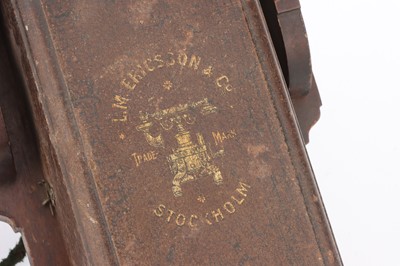 L.M. ERICSSON & Co
TRADE MARK
STOCKHOLM